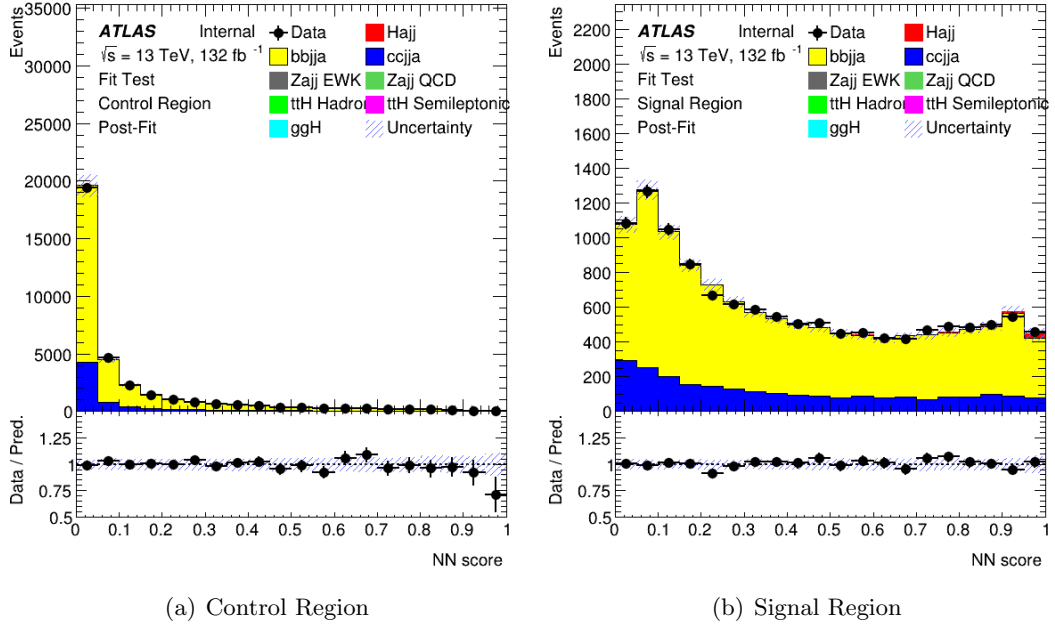 Events
35000
30000
25000
20000
15000
10000
5000
0
ATLAS Internal
√s = 13 TeV, 132 fb -1
Fit Test
Control Region
Post-Fit
Data Hajj
bbjja ccjja
Zajj EWK Zajj QCD
ttH Hadron ttH Semileptonic
ggH Uncertainty
Data / Pred.
1.25
1
0.75
0.5
0 0.1 0.2 0.3 0.4 0.5 0.6 0.7 0.8 0.9 1
NN score
(a) Control Region
Events
2200
2000
1800
1600
1400
1200
1000
800
600
400
200
0
ATLAS Internal
√s = 13 TeV, 132 fb -1
Fit Test
Signal Region
Post-Fit
Data Hajj
bbjja ccjja
Zajj EWK Zajj QCD
ttH Hadron ttH Semileptonic
ggH Uncertainty
Data / Pred.
1.25
1
0.75
0.5
0 0.1 0.2 0.3 0.4 0.5 0.6 0.7 0.8 0.9 1
NN score
(b) Signal Region